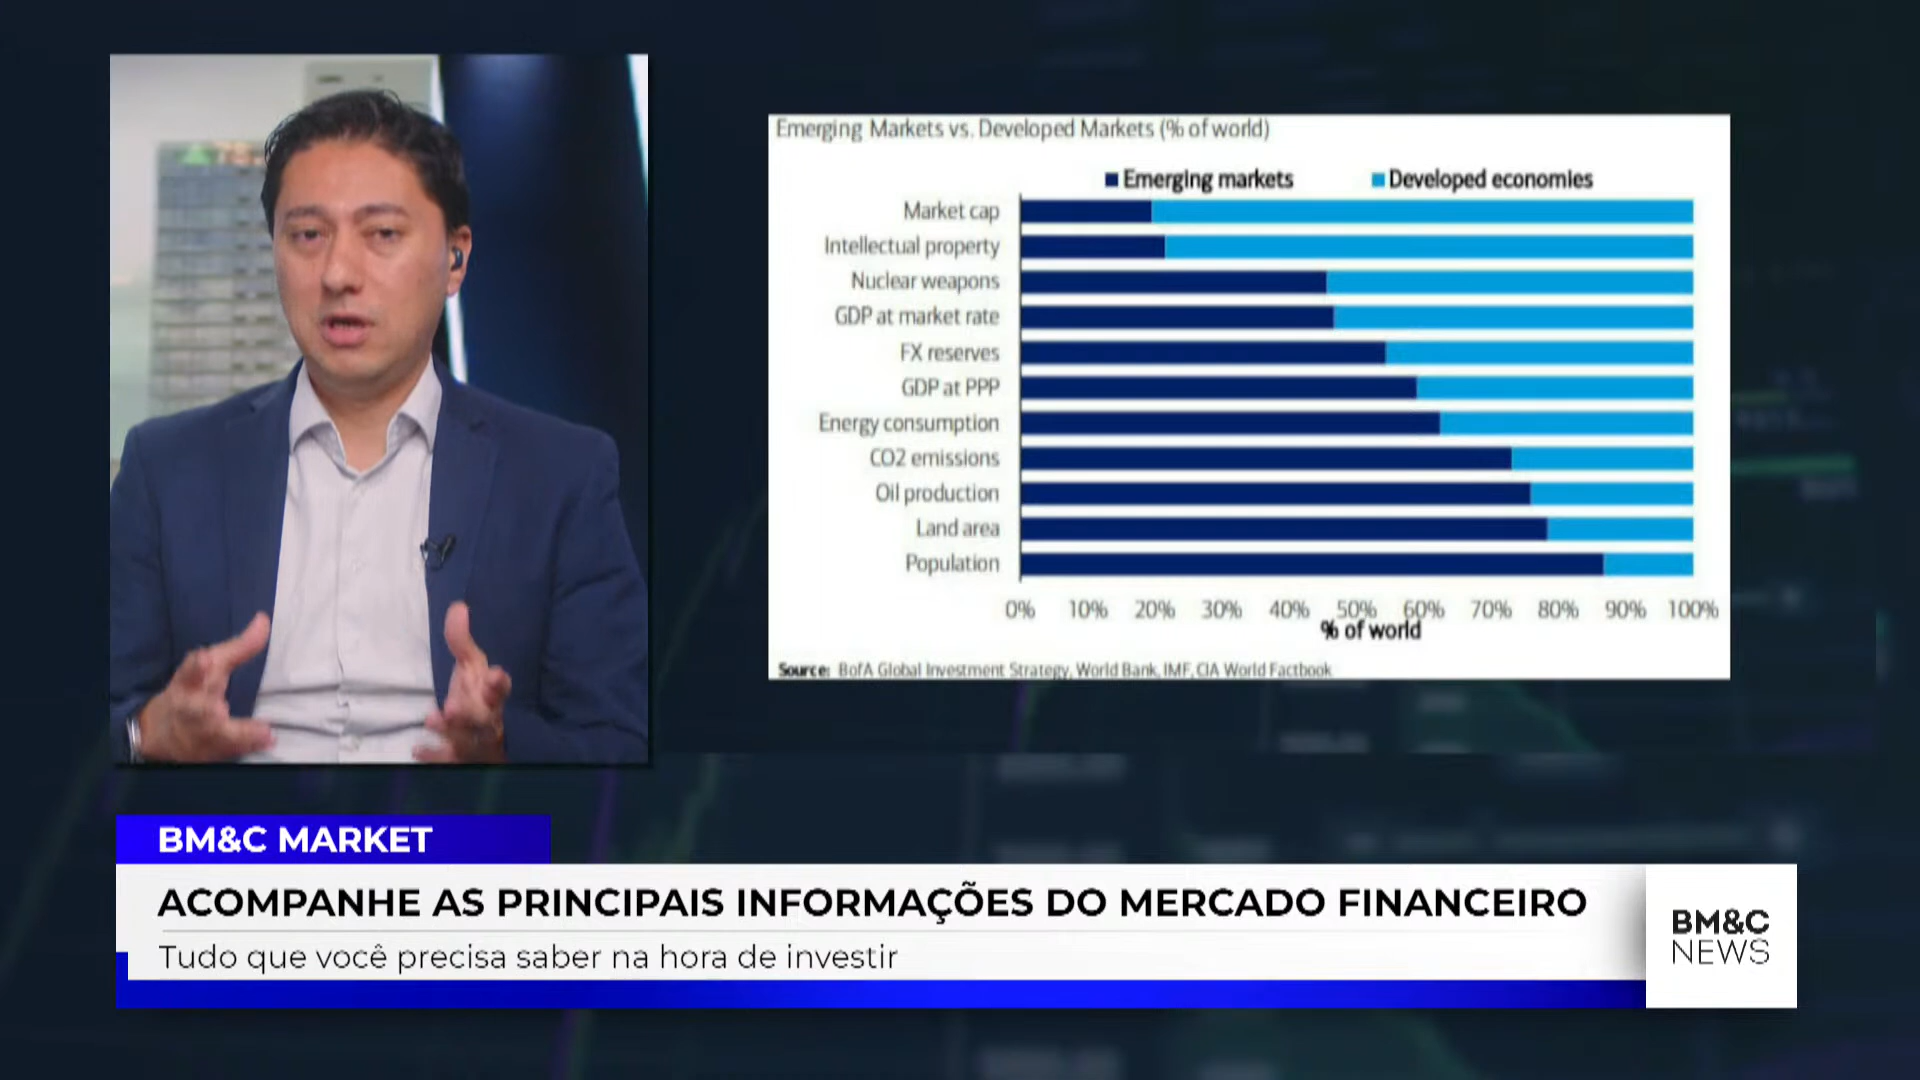 Emerging Markets vs. Developed Markets (% of world)
Emerging markets Developed economies
Market cap
Intellectual property
Nuclear weapons
GDP at market rate
FX reserves
GDP at PPP
Energy consumption
CO2 emissions
Oil production
Land area
Population
0% 10% 20% 30% 40% 50% 60% 70% 80% 90% 100%
% of world
Source: BofA Global Investment Strategy, World Bank, IMF, CIA World Factbook
BM&C MARKET
ACOMPANHE AS PRINCIPAIS INFORMAÇÕES DO MERCADO FINANCEIRO
Tudo que você precisa saber na hora de investir
BM&C
NEWS